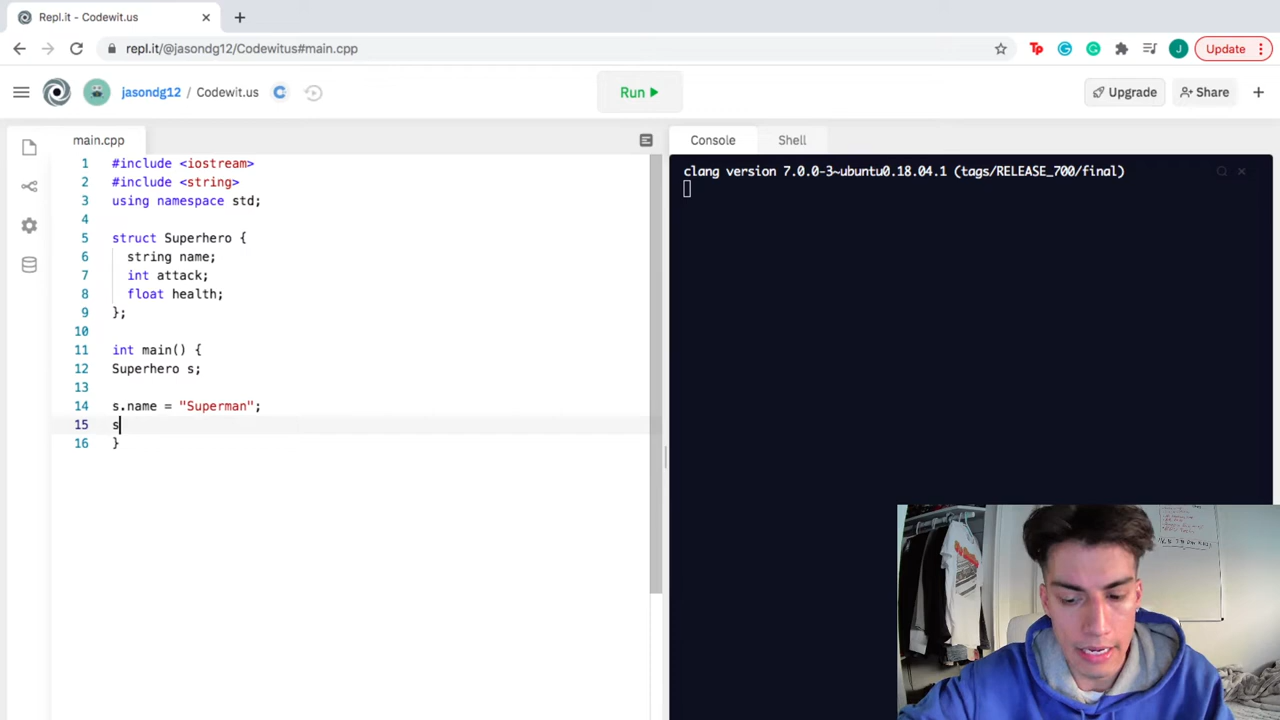 Repl.it - Codewit.us
repl.it/@jasondg12/Codewitus#main.cpp
Tp
J
Update
jasondg12 / Codewit.us
Run
Upgrade
Share
main.cpp
Console
Shell
1 #include <iostream>
2 #include <string>
3 using namespace std;
4
5 struct Superhero {
6 string name;
7 int attack;
8 float health;
9 };
10
11 int main() {
12 Superhero s;
13
14 s.name = "Superman";
15 s
16 }
clang version 7.0.0-3~ubuntu0.18.04.1 (tags/RELEASE_700/final)